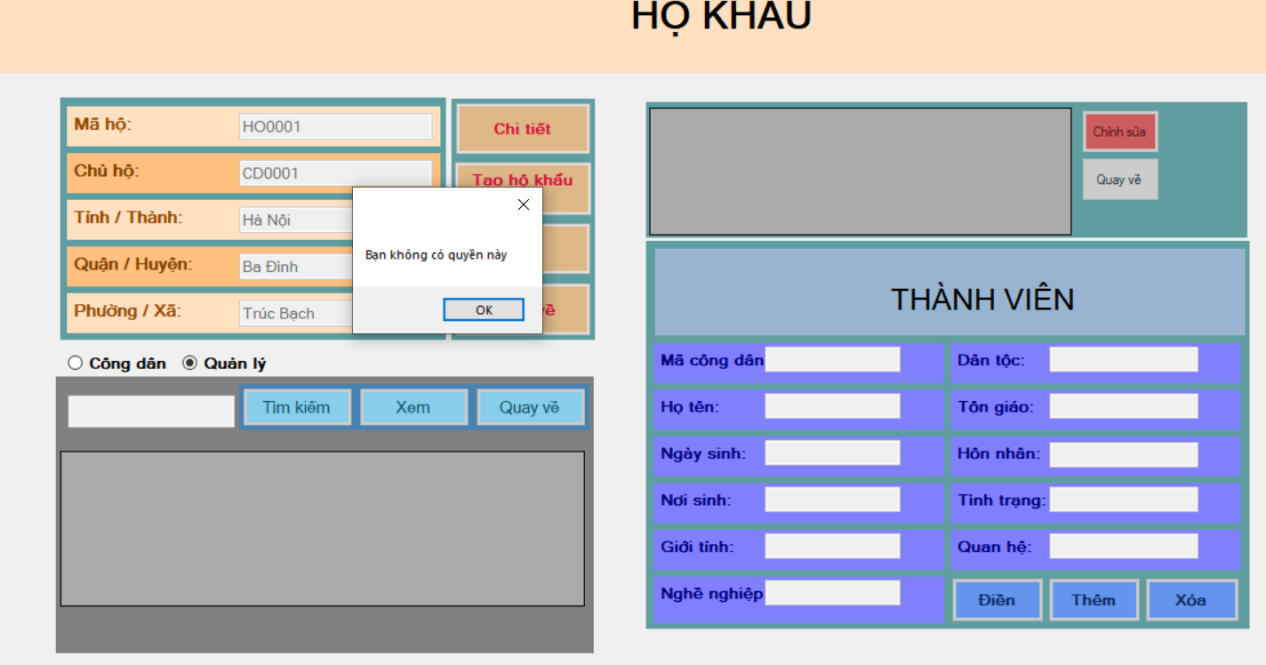 HỘ KHẨU
Mã hộ:
HO0001
Chủ hộ:
CD0001
Tỉnh / Thành:
Hà Nội
Quận / Huyện:
Ba Đình
Phường / Xã:
Trúc Bạch
Chi tiết
Tạo hộ khẩu
về
Bạn không có quyền này
OK
Công dân
Quản lý
Tìm kiếm
Xem
Quay về
Chỉnh sửa
Quay về
THÀNH VIÊN
Mã công dân
Dân tộc:
Họ tên:
Tôn giáo:
Ngày sinh:
Hôn nhân:
Nơi sinh:
Tình trạng:
Giới tính:
Quan hệ:
Nghề nghiệp
Điền
Thêm
Xóa